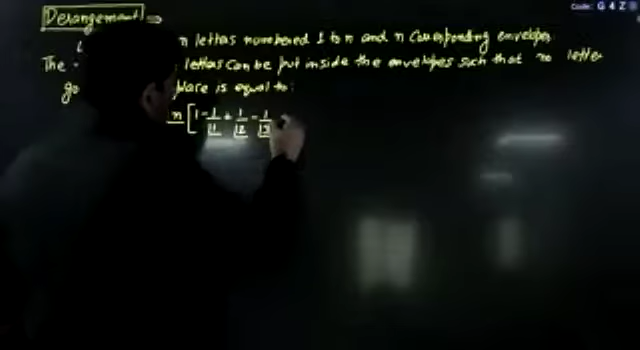 Code: G 4 Z
Derangement ⇒
n letters numbered 1 to n and n corresponding envelopes
The letters can be put inside the envelopes such that no letter
go place is equal to:
|n [1 - 1/|1 + 1/|2 - 1/|3